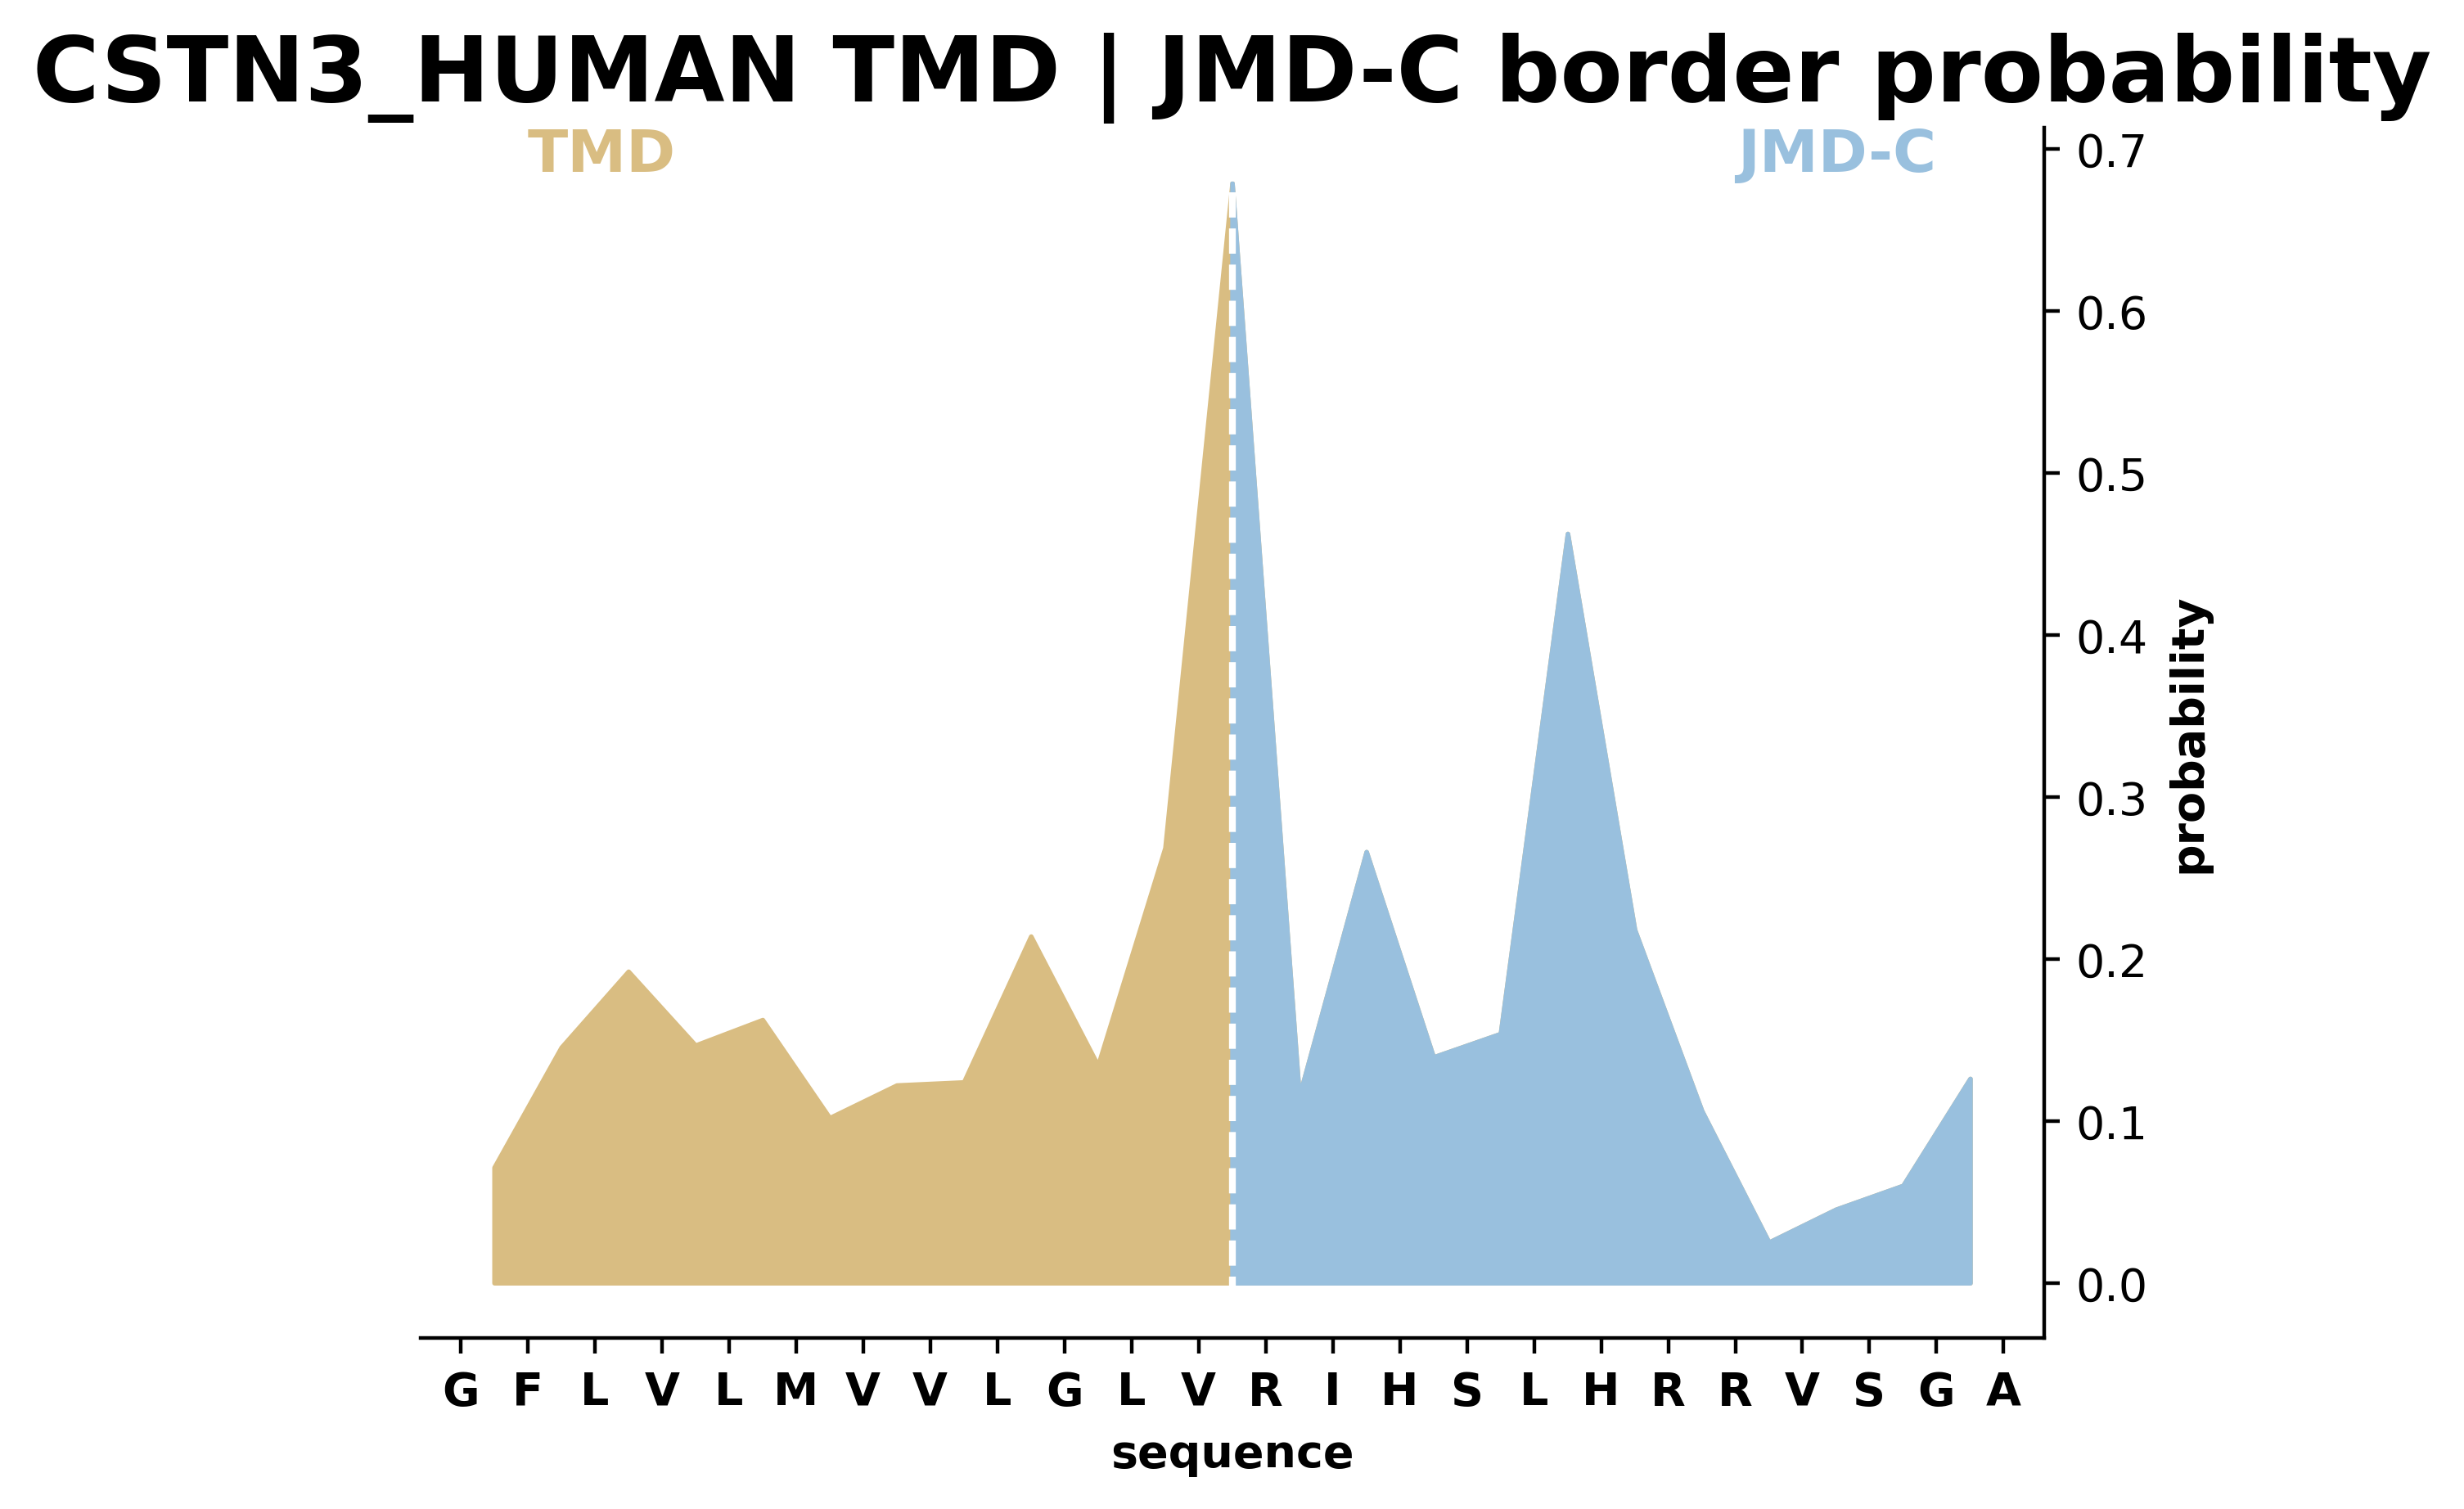 CSTN3_HUMAN TMD | JMD-C border probability
TMD JMD-C
0.7
0.6
0.5
0.4
0.3
0.2
0.1
0.0
probability
G F L V L M V V L G L V R I H S L H R R V S G A
sequence